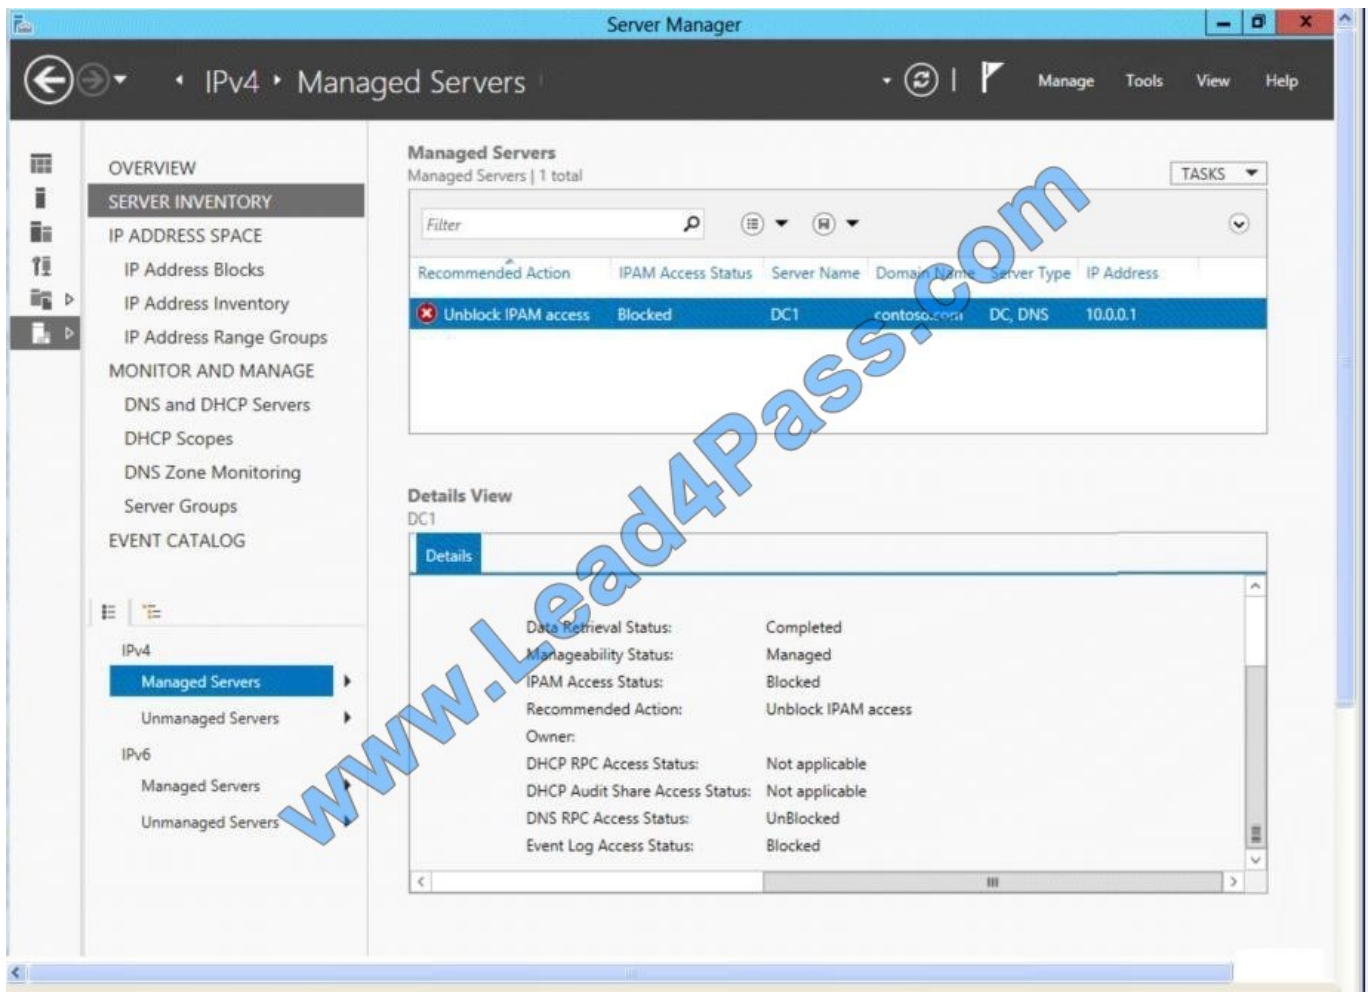 Server Manager
IPv4 Managed Servers
Manage Tools View Help
OVERVIEW
SERVER INVENTORY
IP ADDRESS SPACE
IP Address Blocks
IP Address Inventory
IP Address Range Groups
MONITOR AND MANAGE
DNS and DHCP Servers
DHCP Scopes
DNS Zone Monitoring
Server Groups
EVENT CATALOG
IPv4
Managed Servers
Unmanaged Servers
IPv6
Managed Servers
Unmanaged Servers
Managed Servers
Managed Servers | 1 total
TASKS
Filter
Recommended Action IPAM Access Status Server Name Domain Name Server Type IP Address
Unblock IPAM access Blocked DC1 contoso.com DC, DNS 10.0.0.1
Details View
DC1
Details
Data Retrieval Status: Completed
Manageability Status: Managed
IPAM Access Status: Blocked
Recommended Action: Unblock IPAM access
Owner:
DHCP RPC Access Status: Not applicable
DHCP Audit Share Access Status: Not applicable
DNS RPC Access Status: UnBlocked
Event Log Access Status: Blocked
www.Lead4Pass.com